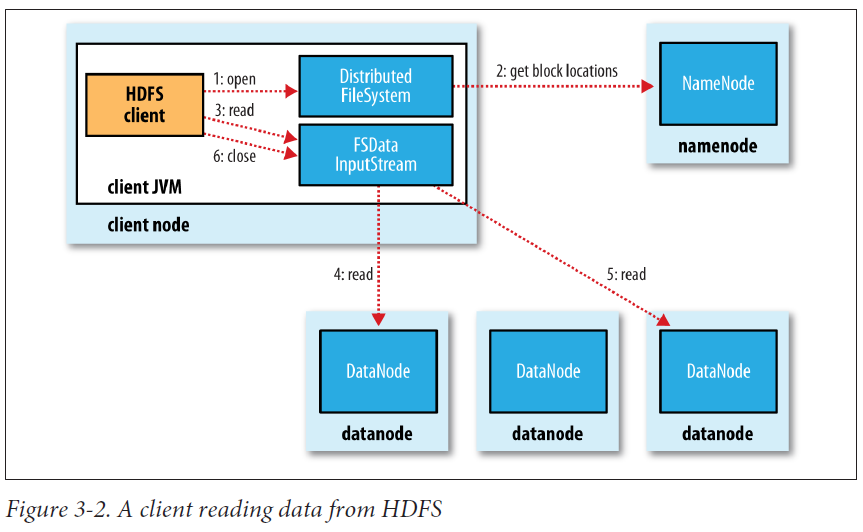 1: open
Distributed
FileSystem
2: get block locations
NameNode
namenode
HDFS
client
3: read
6: close
FSData
InputStream
client JVM
client node
4: read
5: read
DataNode
datanode
DataNode
datanode
DataNode
datanode
Figure 3-2. A client reading data from HDFS